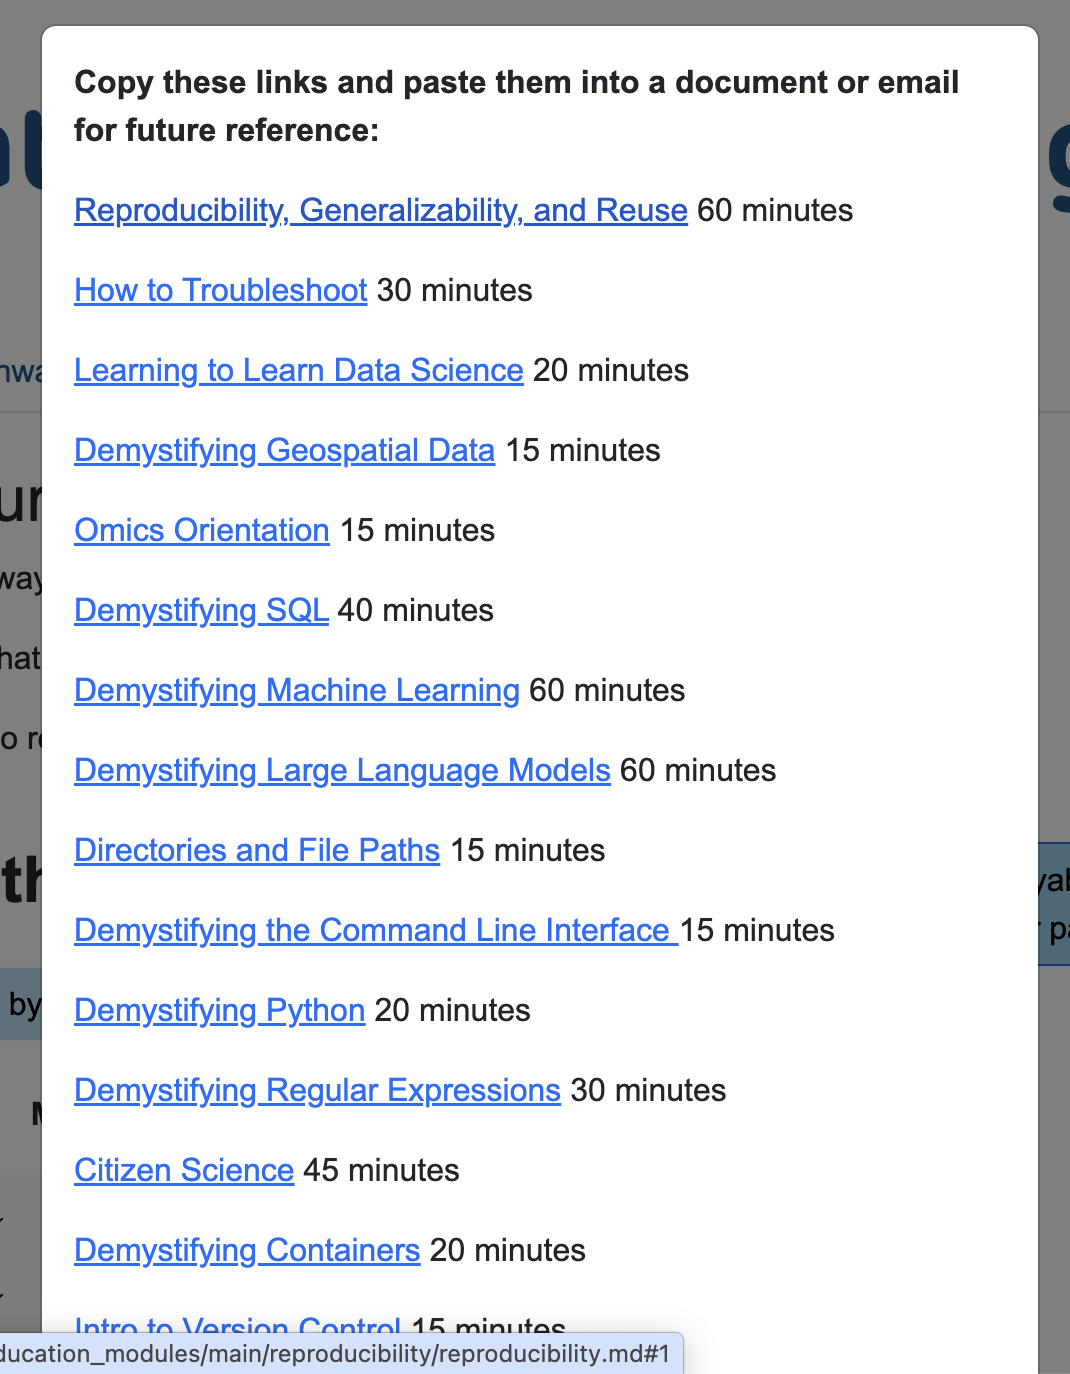 Copy these links and paste them into a document or email
for future reference:
Reproducibility, Generalizability, and Reuse 60 minutes
How to Troubleshoot 30 minutes
Learning to Learn Data Science 20 minutes
Demystifying Geospatial Data 15 minutes
Omics Orientation 15 minutes
Demystifying SQL 40 minutes
Demystifying Machine Learning 60 minutes
Demystifying Large Language Models 60 minutes
Directories and File Paths 15 minutes
Demystifying the Command Line Interface 15 minutes
by
Demystifying Python 20 minutes
Demystifying Regular Expressions 30 minutes
Citizen Science 45 minutes
Demystifying Containers 20 minutes
Intro to Version Control 15 minutes
ducation_modules/main/reproducibility/reproducibility.md#1